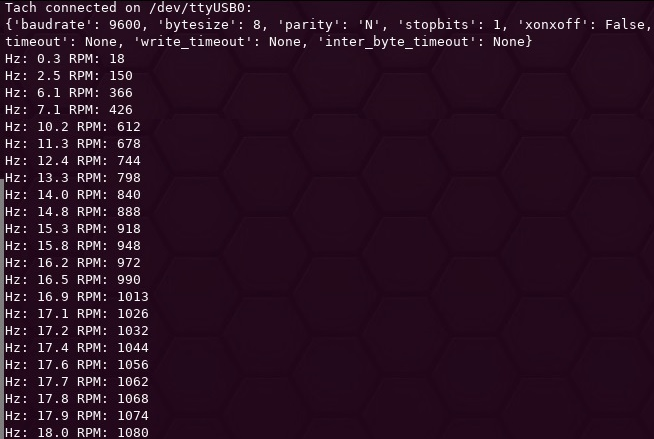 Tach connected on /dev/ttyUSB0:
{'baudrate': 9600, 'bytesize': 8, 'parity': 'N', 'stopbits': 1, 'xonxoff': False,
timeout': None, 'write_timeout': None, 'inter_byte_timeout': None}
Hz: 0.3 RPM: 18
Hz: 2.5 RPM: 150
Hz: 6.1 RPM: 366
Hz: 7.1 RPM: 426
Hz: 10.2 RPM: 612
Hz: 11.3 RPM: 678
Hz: 12.4 RPM: 744
Hz: 13.3 RPM: 798
Hz: 14.0 RPM: 840
Hz: 14.8 RPM: 888
Hz: 15.3 RPM: 918
Hz: 15.8 RPM: 948
Hz: 16.2 RPM: 972
Hz: 16.5 RPM: 990
Hz: 16.9 RPM: 1013
Hz: 17.1 RPM: 1026
Hz: 17.2 RPM: 1032
Hz: 17.4 RPM: 1044
Hz: 17.6 RPM: 1056
Hz: 17.7 RPM: 1062
Hz: 17.8 RPM: 1068
Hz: 17.9 RPM: 1074
Hz: 18.0 RPM: 1080